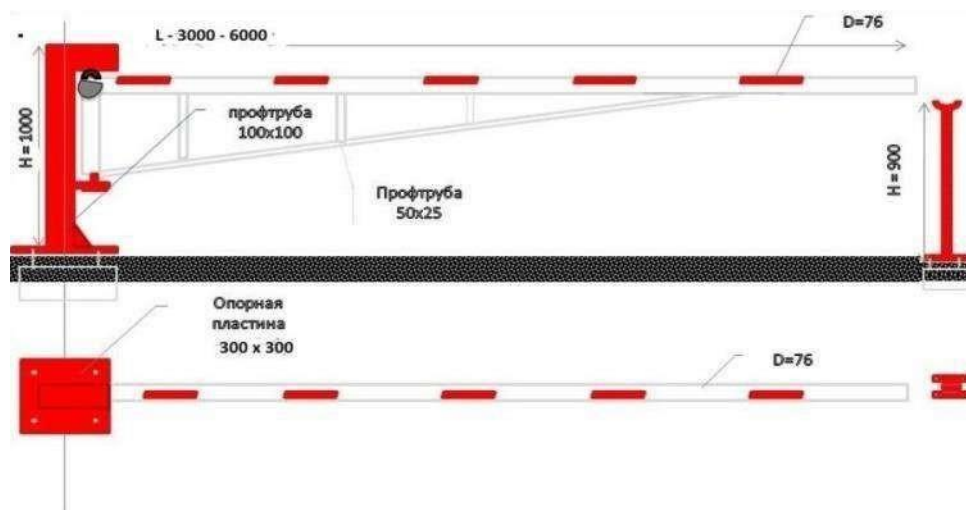 D=76
L - 3000 - 6000
H = 1000
профтруба
100x100
Профтруба
50x25
H = 900
Опорная
пластина
300 x 300
D=76